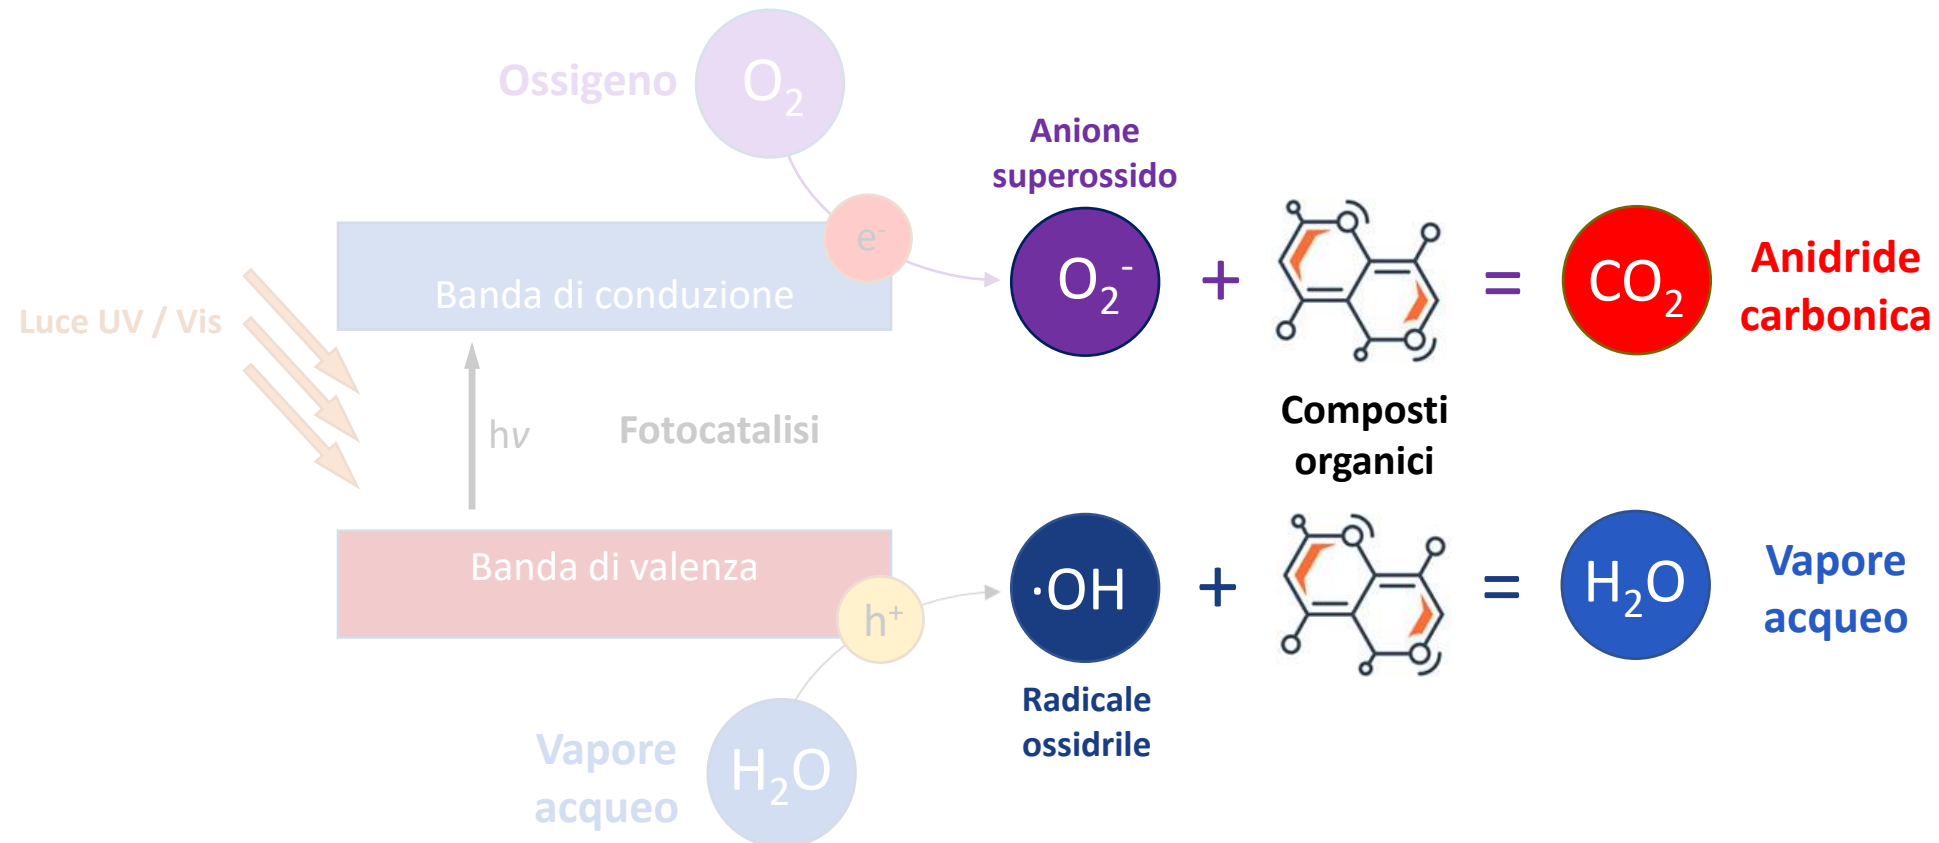 Ossigeno
O₂
Anione
superossido
e⁻
Banda di conduzione
Luce UV / Vis
O₂⁻
+
=
CO₂
Anidride
carbonica
hν
Fotocatalisi
Composti
organici
Banda di valenza
h⁺
·OH
+
=
H₂O
Vapore
acqueo
Radicale
ossidrile
Vapore
acqueo
H₂O